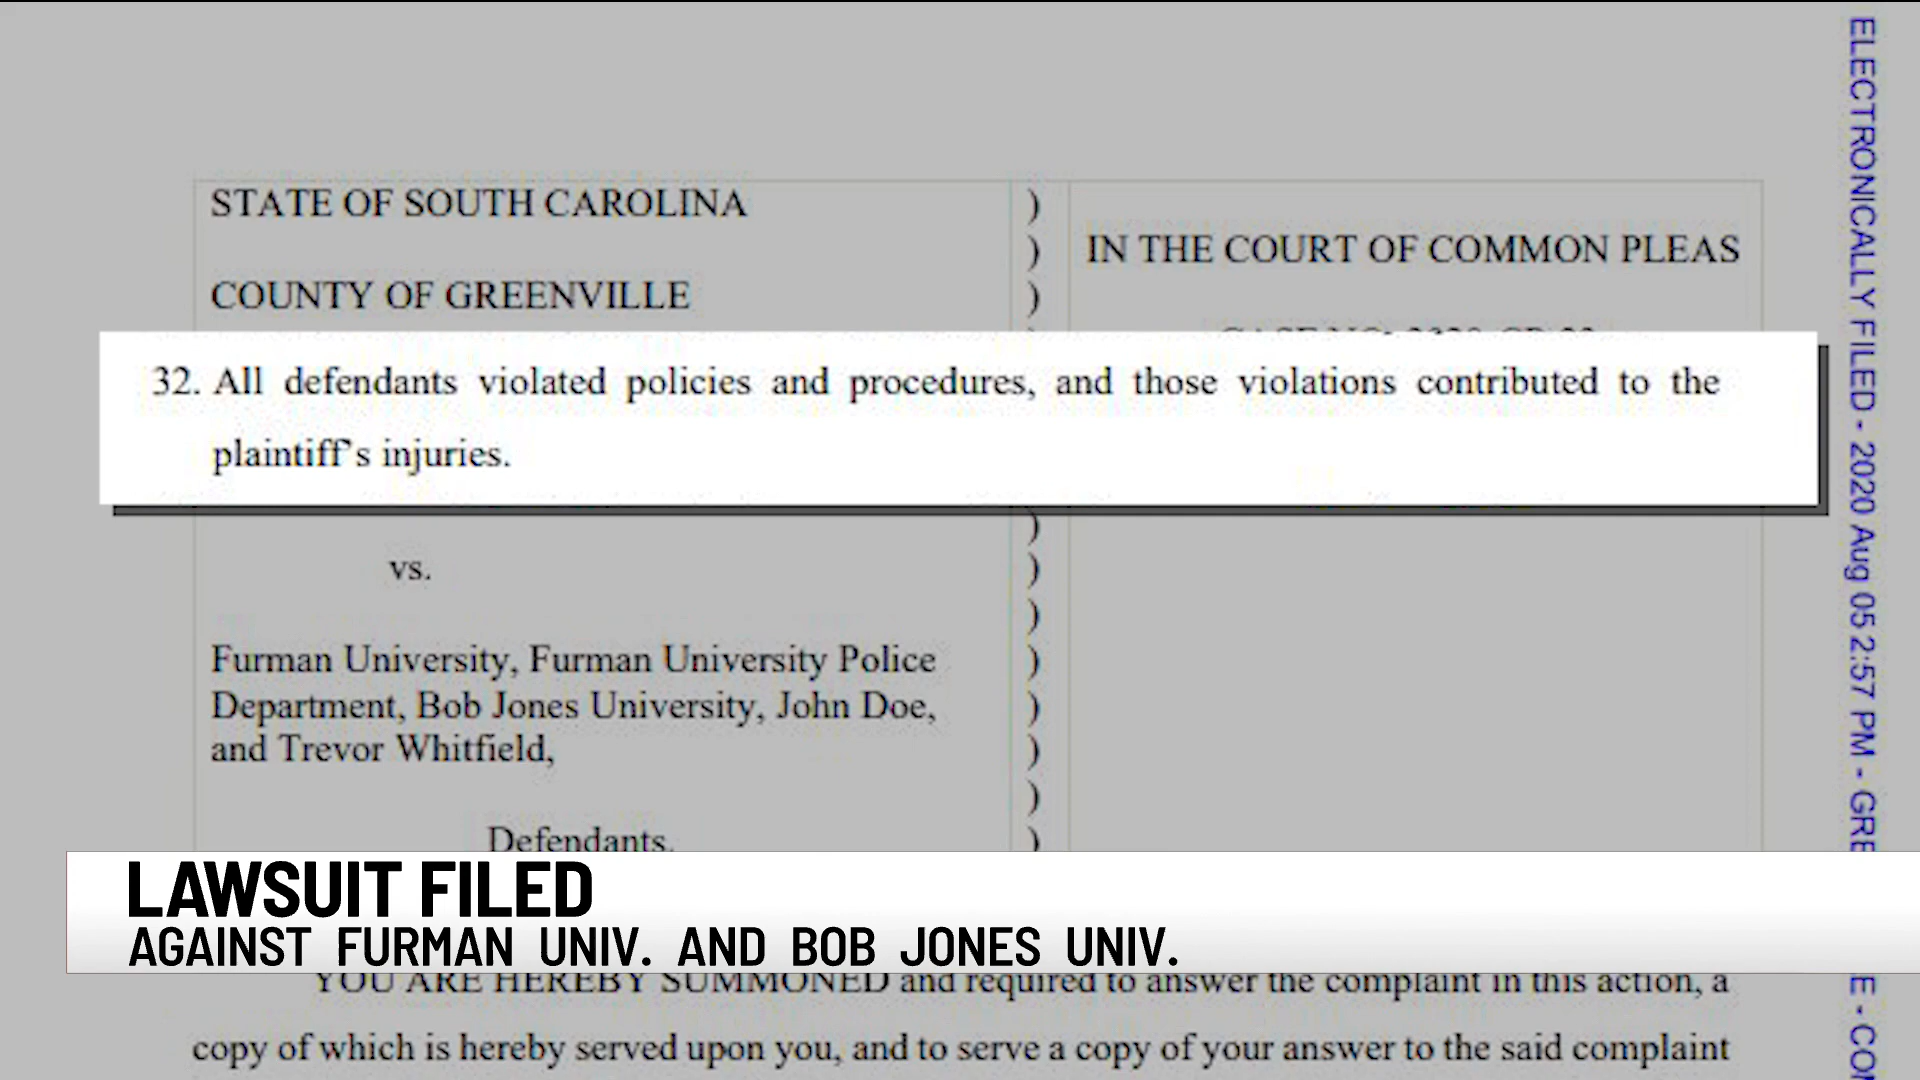 STATE OF SOUTH CAROLINA
COUNTY OF GREENVILLE
)
)
)
IN THE COURT OF COMMON PLEAS
32. All defendants violated policies and procedures, and those violations contributed to the
plaintiff's injuries.
vs.
Furman University, Furman University Police
Department, Bob Jones University, John Doe,
and Trevor Whitfield,
Defendants.
)
)
)
)
)
)
)
)
LAWSUIT FILED
AGAINST FURMAN UNIV. AND BOB JONES UNIV.
YOU ARE HEREBY SUMMONED and required to answer the complaint in this action, a
copy of which is hereby served upon you, and to serve a copy of your answer to the said complaint
ELECTRONICALLY FILED - 2020 Aug 05 2:57 PM - GRE